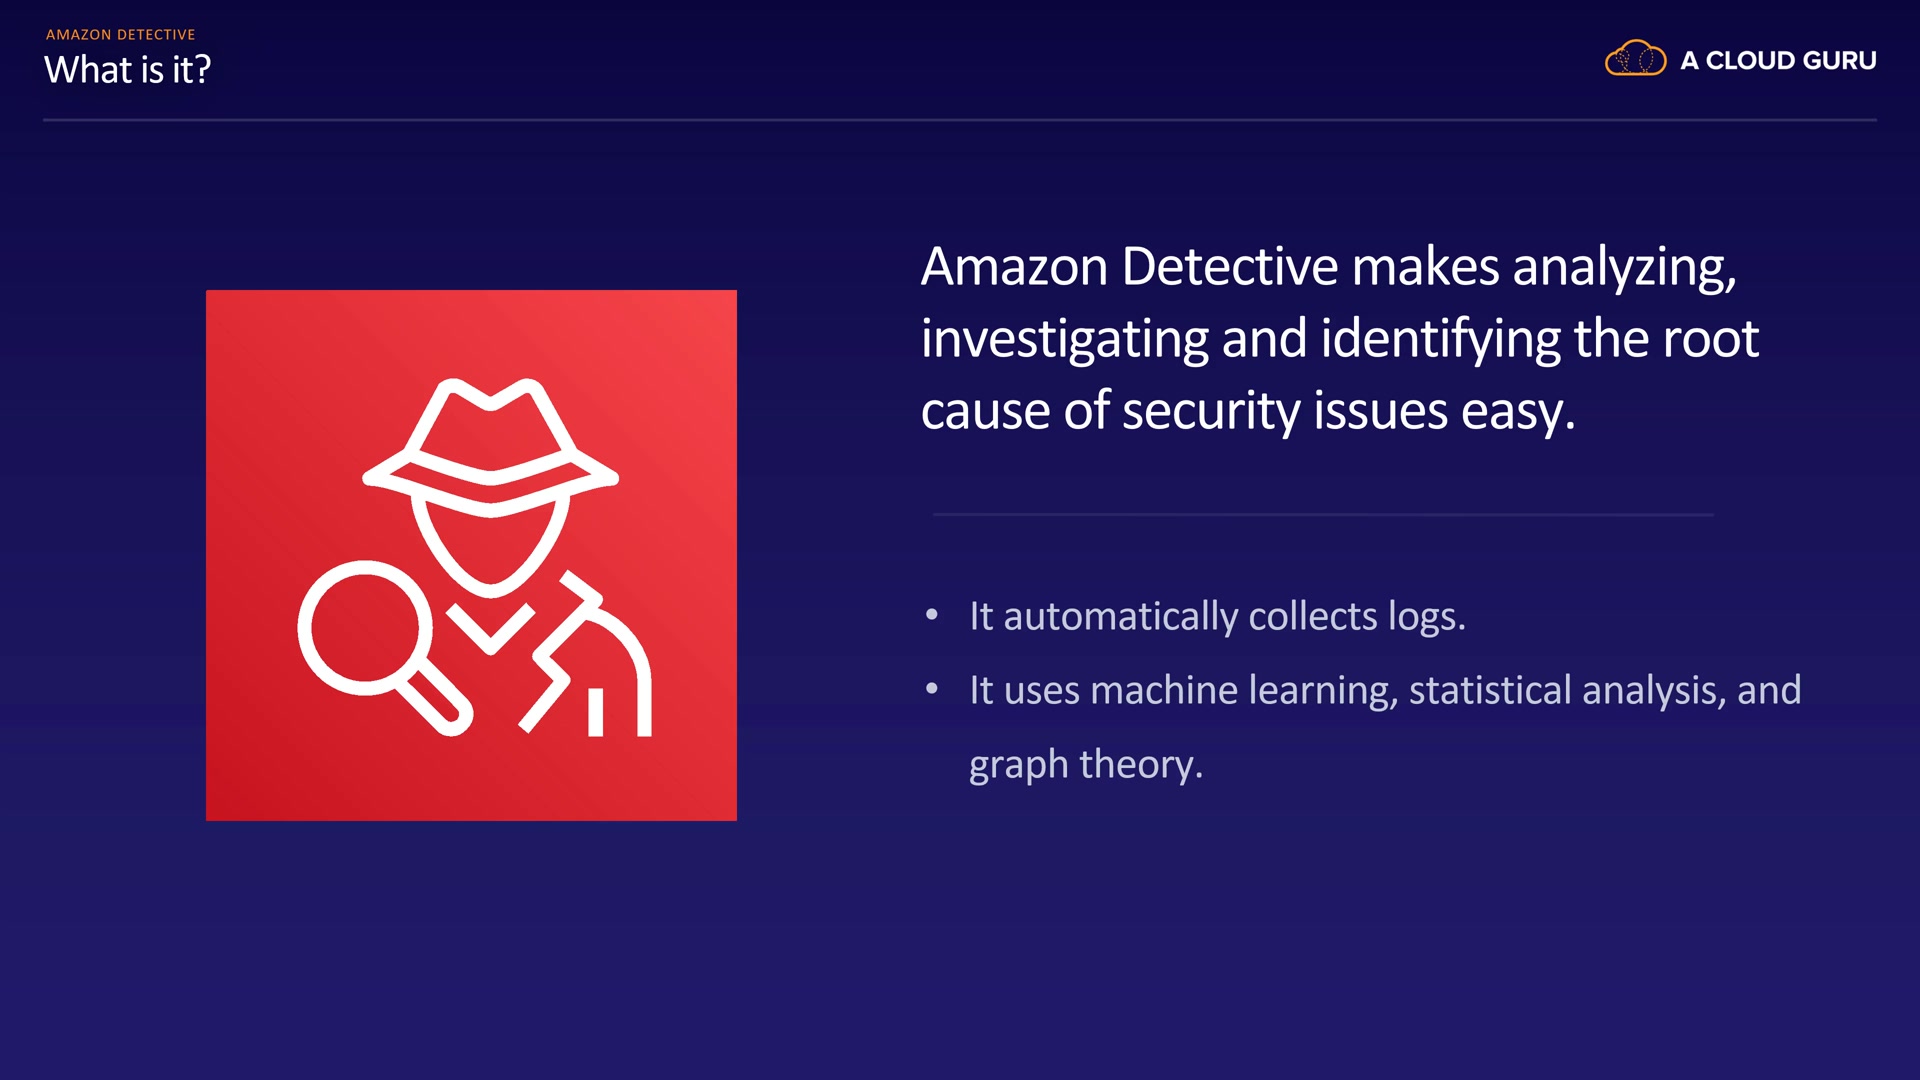 AMAZON DETECTIVE
What is it?
A CLOUD GURU
Amazon Detective makes analyzing,
investigating and identifying the root
cause of security issues easy.
• It automatically collects logs.
• It uses machine learning, statistical analysis, and
graph theory.